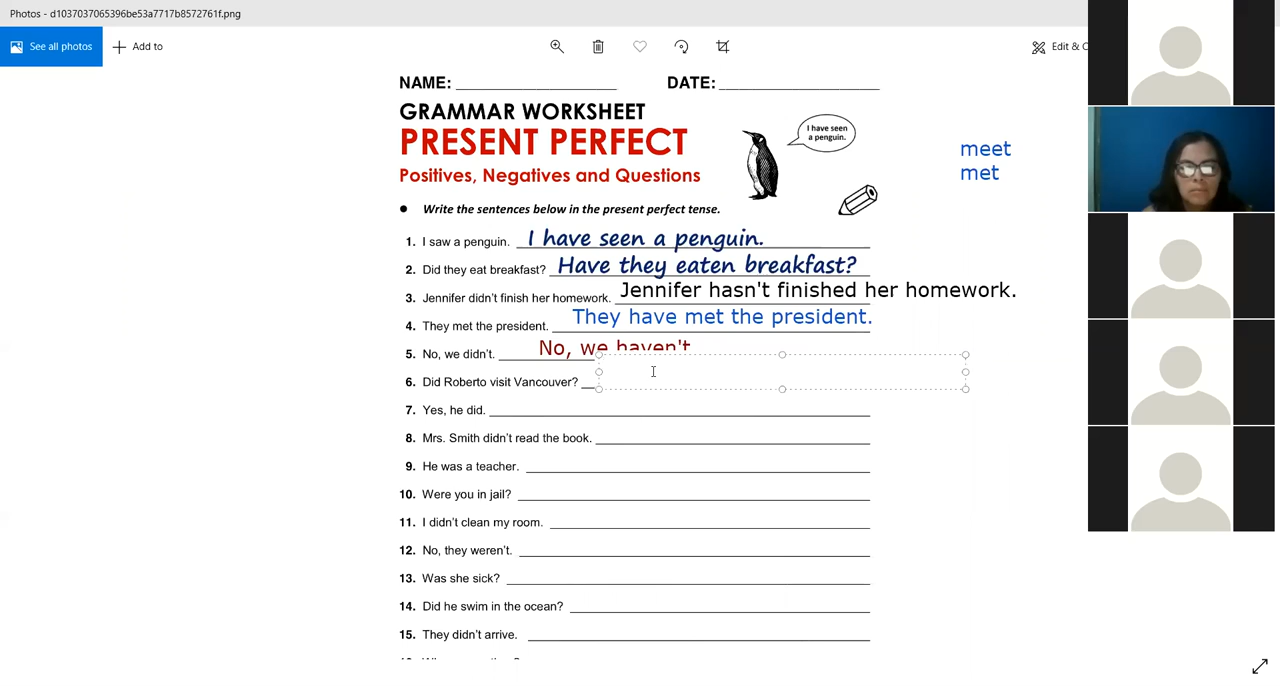 Photos - d1037037065396be53a7717b8572761f.png
See all photos Add to Edit & C
NAME: ____________ DATE: ____________
GRAMMAR WORKSHEET
PRESENT PERFECT
Positives, Negatives and Questions
I have seen
a penguin.
meet
met
● Write the sentences below in the present perfect tense.
1. I saw a penguin. I have seen a penguin.
2. Did they eat breakfast? Have they eaten breakfast?
3. Jennifer didn't finish her homework. Jennifer hasn't finished her homework.
4. They met the president. They have met the president.
5. No, we didn't. No, we haven't
6. Did Roberto visit Vancouver?
7. Yes, he did.
8. Mrs. Smith didn't read the book.
9. He was a teacher.
10. Were you in jail?
11. I didn't clean my room.
12. No, they weren't.
13. Was she sick?
14. Did he swim in the ocean?
15. They didn't arrive.